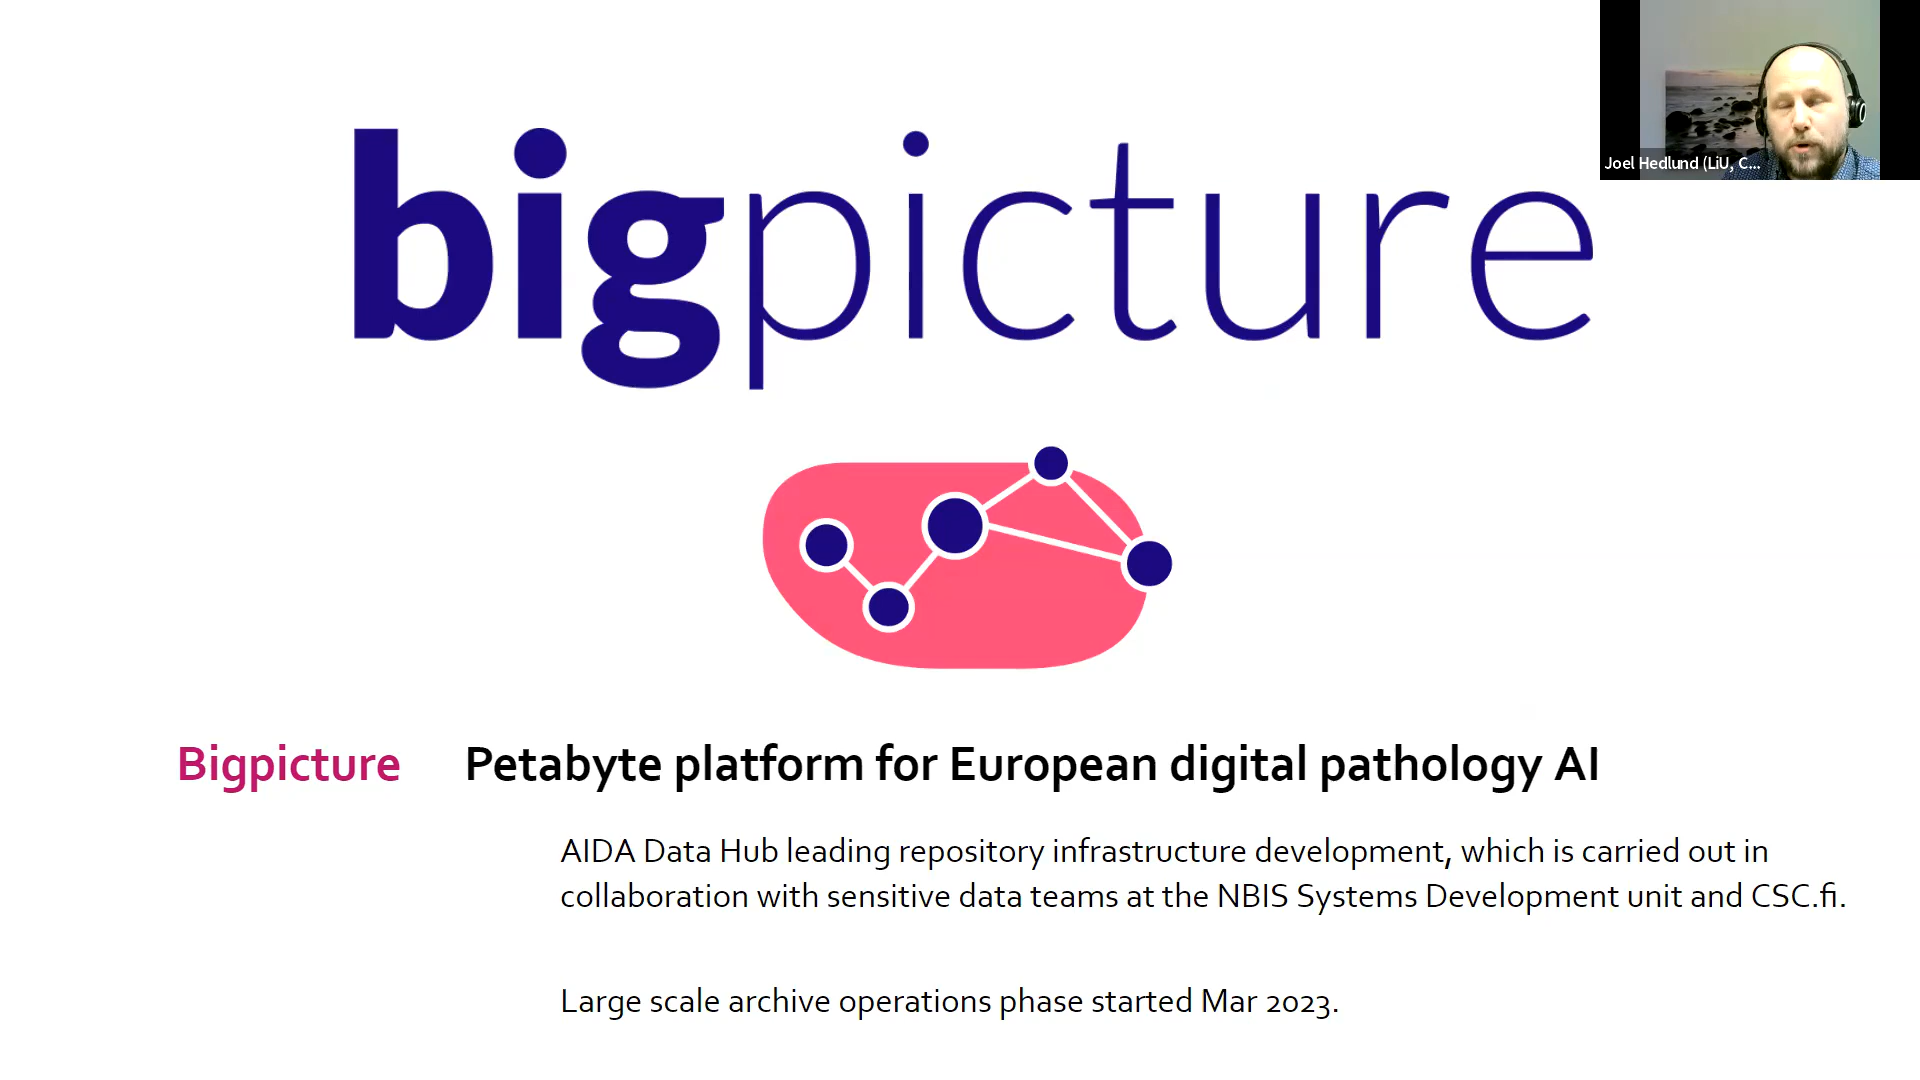 bigpicture
Joel Hedlund (LiU, C...
Bigpicture
Petabyte platform for European digital pathology AI
AIDA Data Hub leading repository infrastructure development, which is carried out in
collaboration with sensitive data teams at the NBIS Systems Development unit and CSC.fi.
Large scale archive operations phase started Mar 2023.